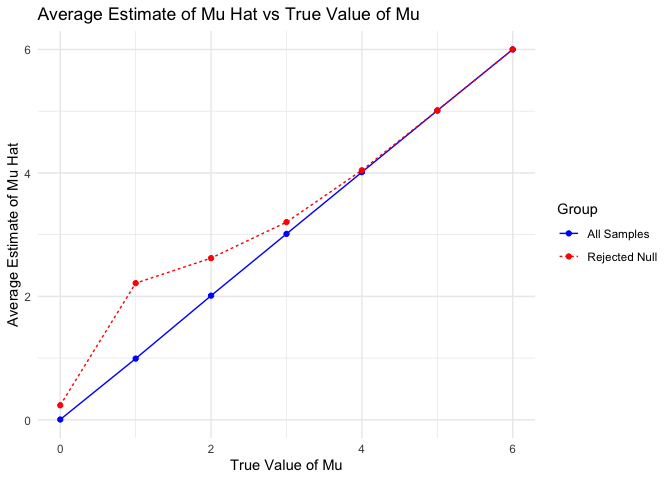 Average Estimate of Mu Hat vs True Value of Mu
Average Estimate of Mu Hat
6
4
2
0
0 2 4 6
True Value of Mu
Group
All Samples
Rejected Null